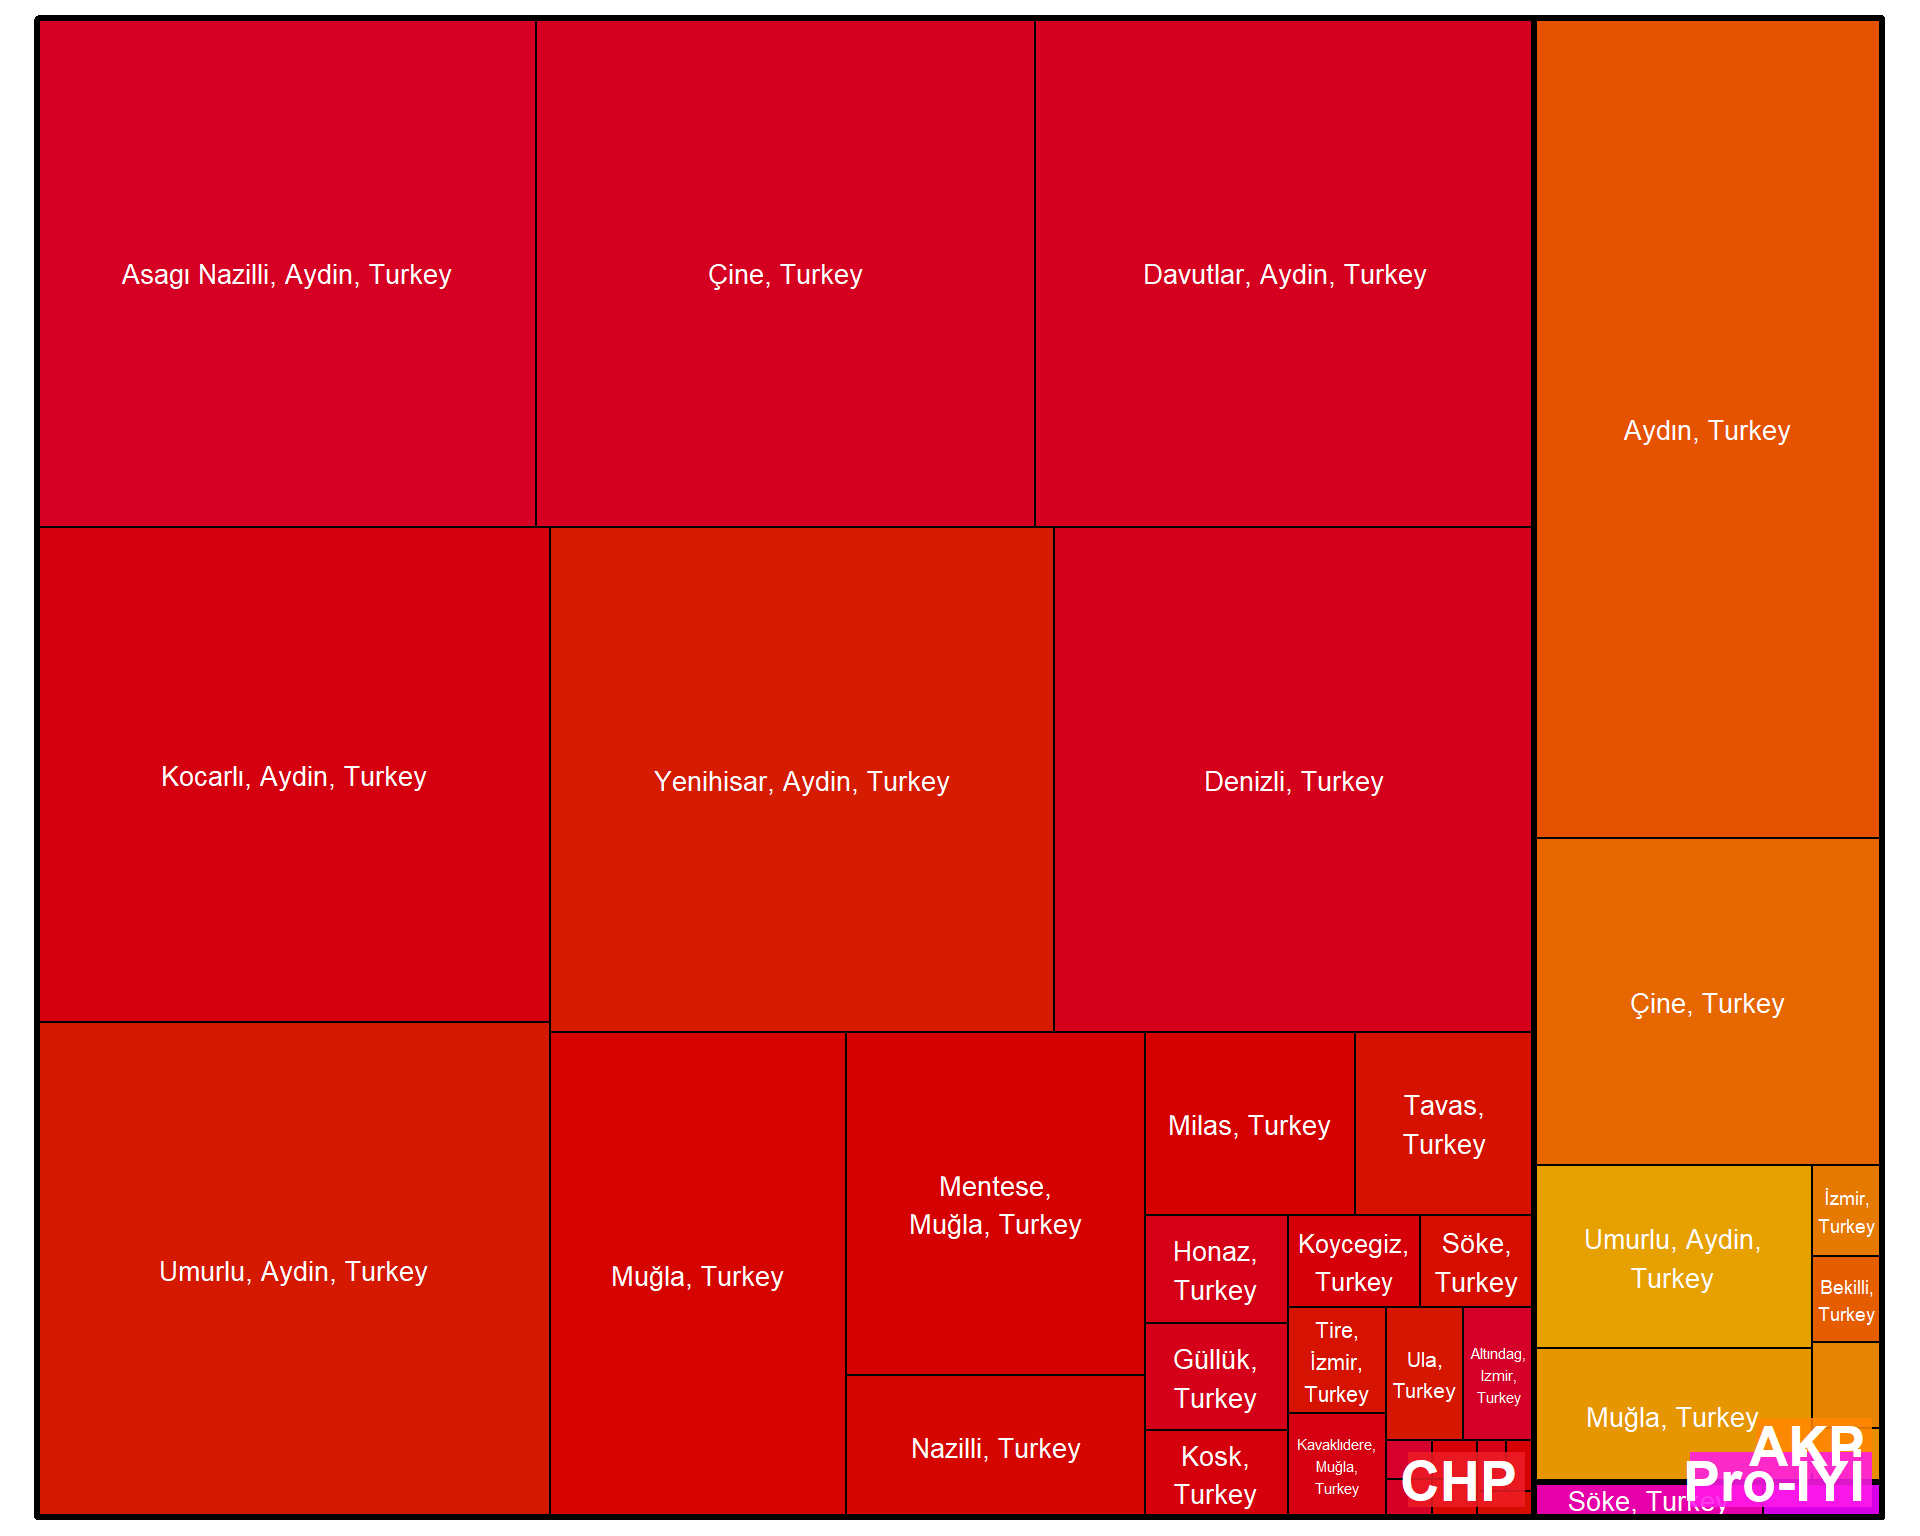 Asagı Nazilli, Aydin, Turkey
Çine, Turkey
Davutlar, Aydin, Turkey
Kocarlı, Aydin, Turkey
Yenihisar, Aydin, Turkey
Denizli, Turkey
Umurlu, Aydin, Turkey
Muğla, Turkey
Mentese,
Muğla, Turkey
Nazilli, Turkey
Milas, Turkey
Tavas,
Turkey
Honaz,
Turkey
Güllük,
Turkey
Kosk,
Turkey
Koycegiz,
Turkey
Söke,
Turkey
Tire,
İzmir,
Turkey
Ula,
Turkey
Altındag,
Izmir,
Turkey
Kavaklıdere,
Muğla,
Turkey
CHP
Aydın, Turkey
Çine, Turkey
Umurlu, Aydin,
Turkey
İzmir,
Turkey
Bekilli,
Turkey
Muğla, Turkey
AKP
Pro-IYI
Söke, Turkey